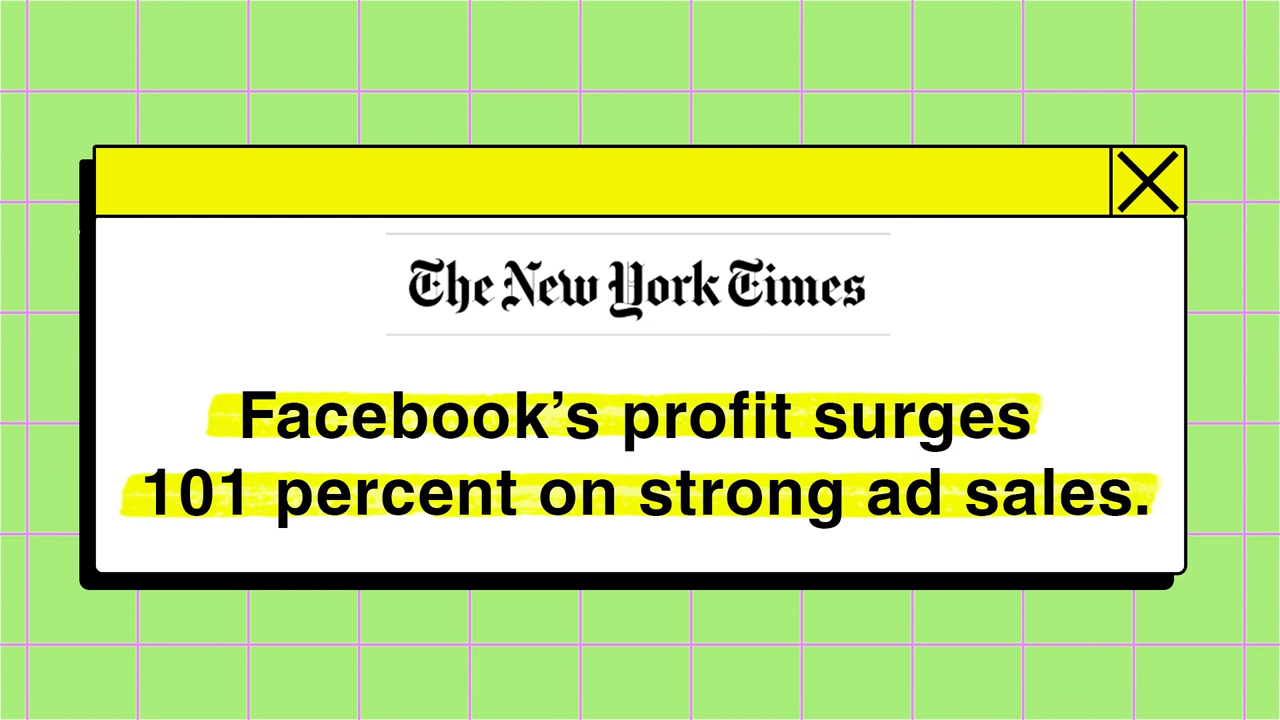 The New York Times
Facebook’s profit surges
101 percent on strong ad sales.